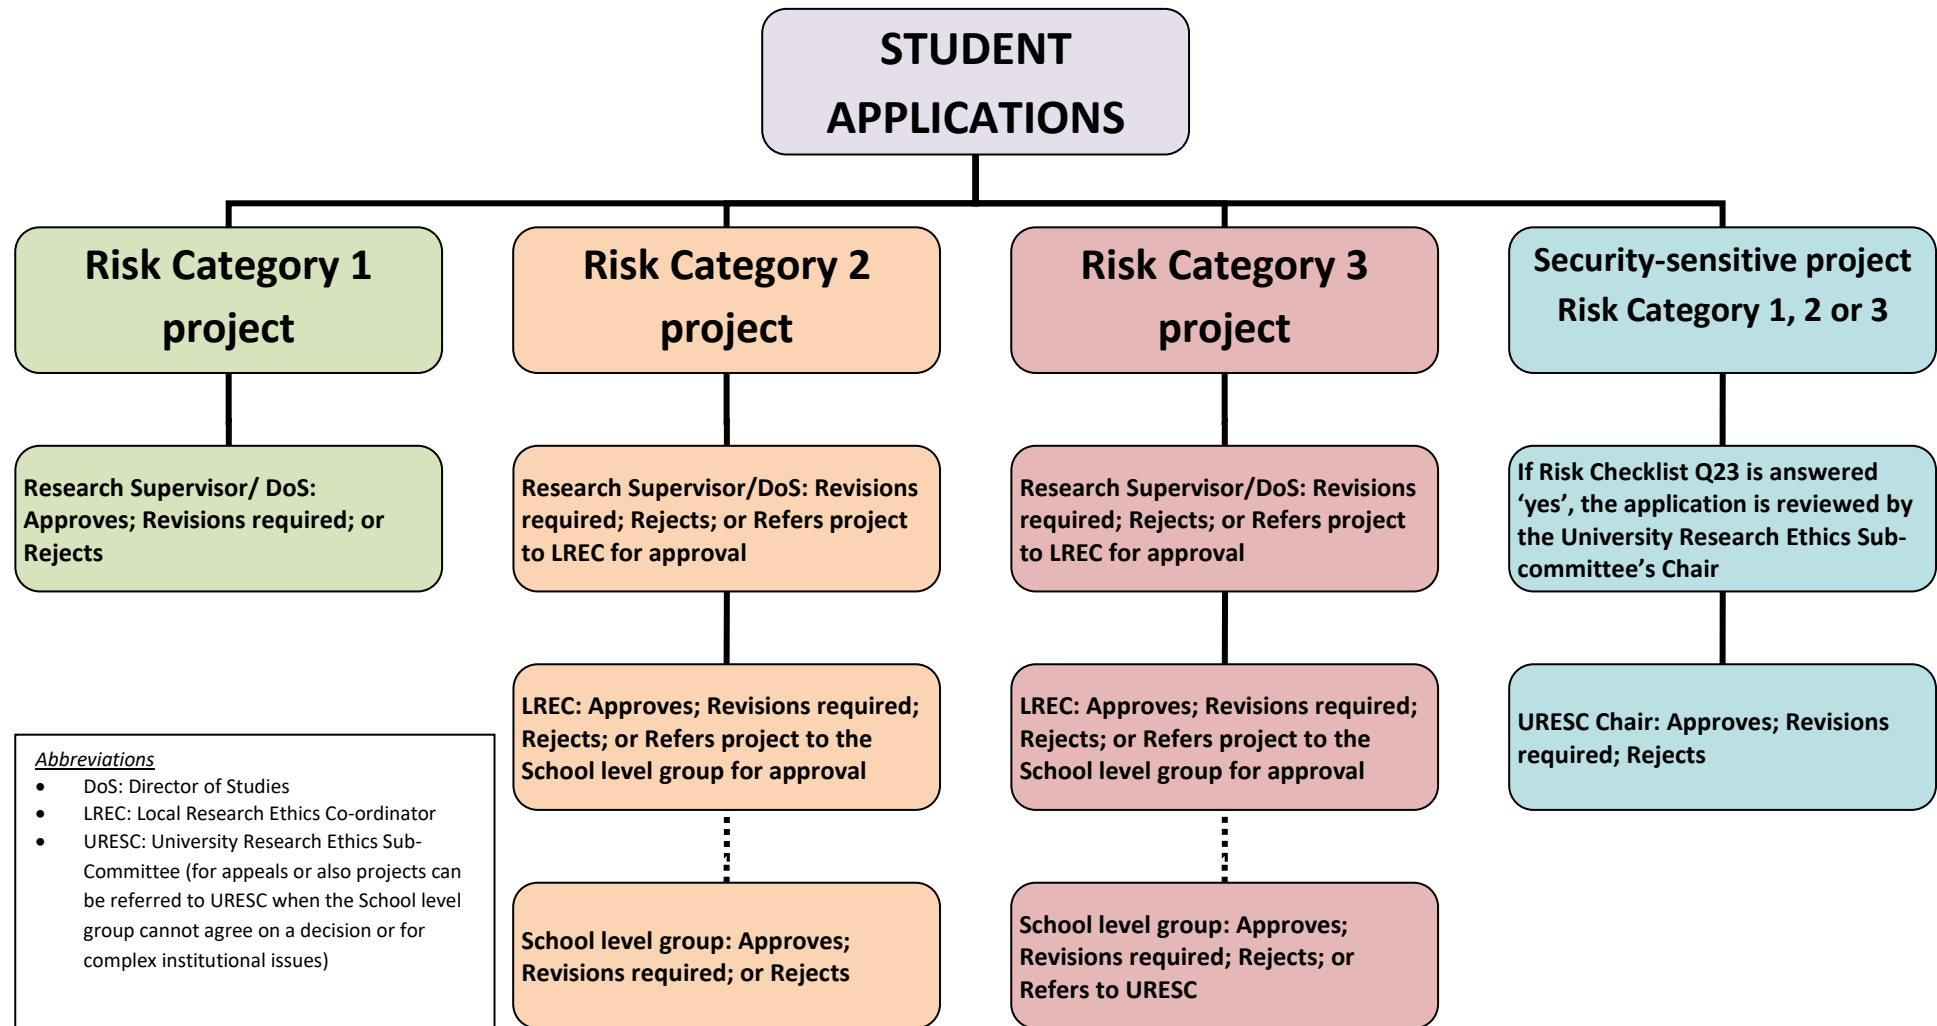 STUDENT
APPLICATIONS
Risk Category 1
project
Risk Category 2
project
Risk Category 3
project
Security-sensitive project
Risk Category 1, 2 or 3
Research Supervisor/ DoS:
Approves; Revisions required; or
Rejects
Research Supervisor/DoS: Revisions
required; Rejects; or Refers project
to LREC for approval
Research Supervisor/DoS: Revisions
required; Rejects; or Refers project
to LREC for approval
If Risk Checklist Q23 is answered
‘yes’, the application is reviewed by
the University Research Ethics Sub-
committee’s Chair
LREC: Approves; Revisions required;
Rejects; or Refers project to the
School level group for approval
LREC: Approves; Revisions required;
Rejects; or Refers project to the
School level group for approval
URESC Chair: Approves; Revisions
required; Rejects
Abbreviations
• DoS: Director of Studies
• LREC: Local Research Ethics Co-ordinator
• URESC: University Research Ethics Sub-
Committee (for appeals or also projects can
be referred to URESC when the School level
group cannot agree on a decision or for
complex institutional issues)
School level group: Approves;
Revisions required; or Rejects
School level group: Approves;
Revisions required; Rejects; or
Refers to URESC